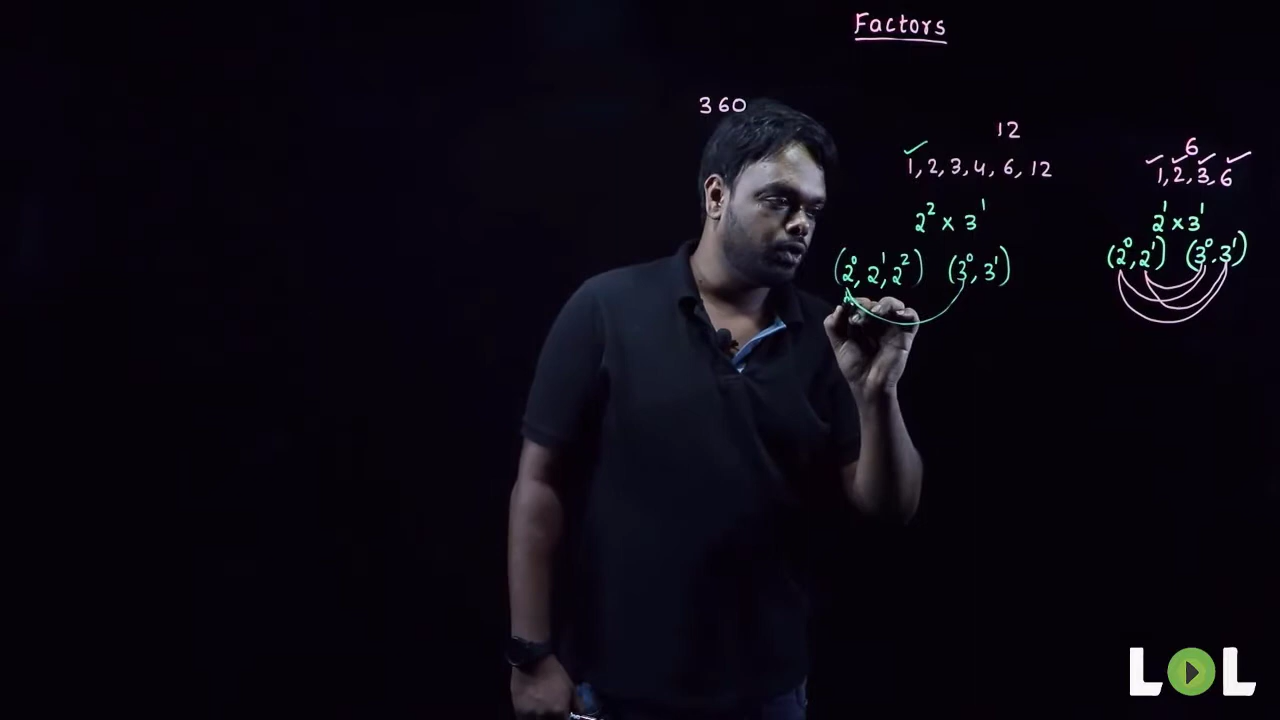 Factors
360
12
1, 2, 3, 4, 6, 12
2² × 3¹
(2⁰, 2¹, 2²) (3⁰, 3¹)
6
1, 2, 3, 6
2¹ × 3¹
(2⁰, 2¹) (3⁰, 3¹)
LOL